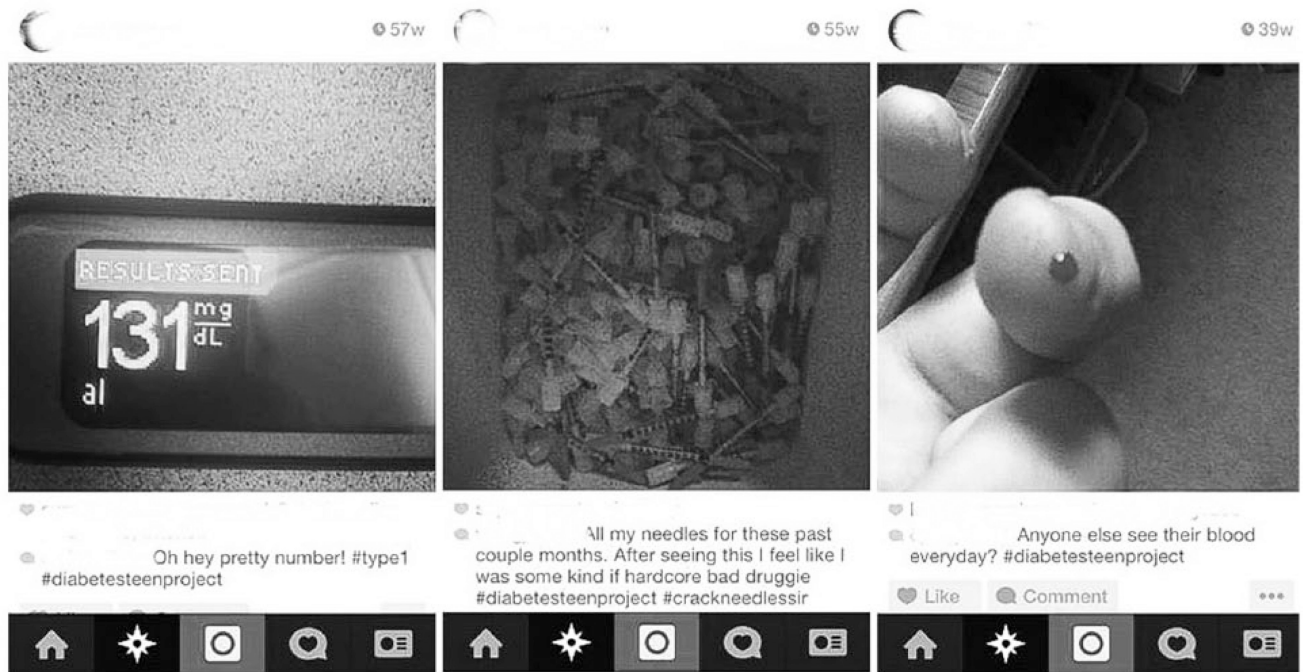 57w
RESULTS SENT
131 mg/dL
al
Oh hey pretty number! #type1
#diabetesteenproject
55w
All my needles for these past
couple months. After seeing this I feel like I
was some kind if hardcore bad druggie
#diabetesteenproject #crackneedlessir
39w
Anyone else see their blood
everyday? #diabetesteenproject
Like
Comment